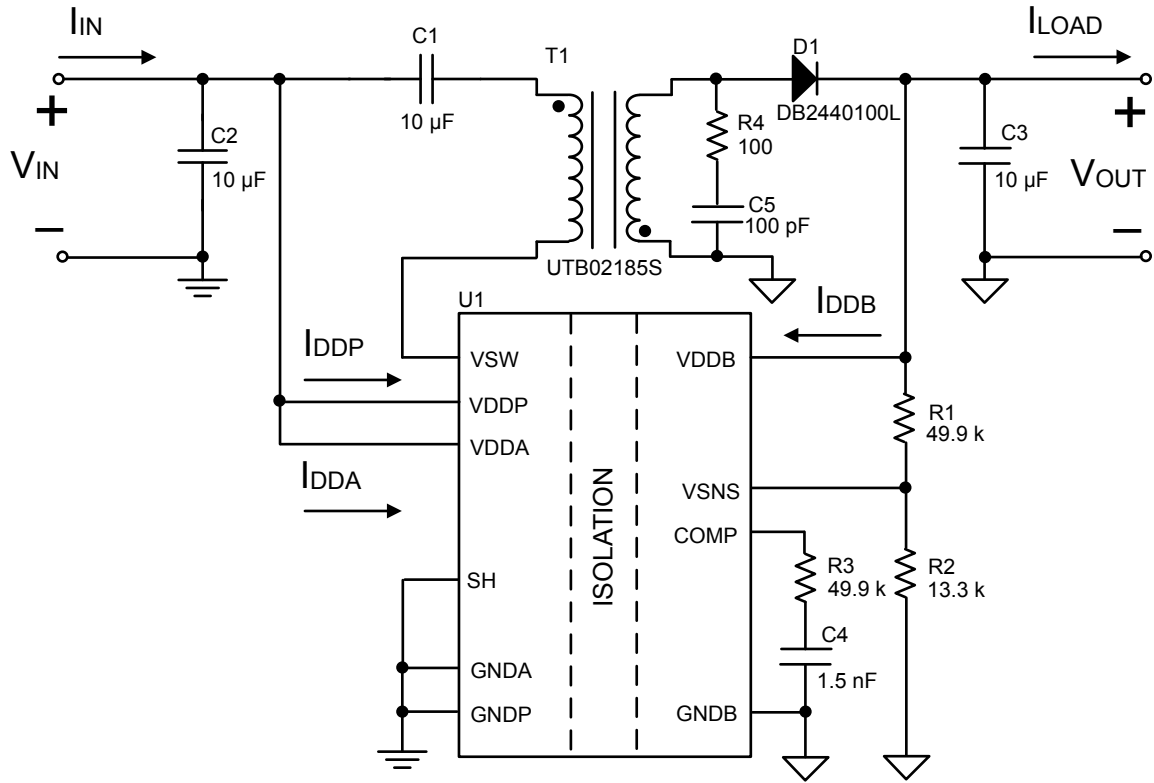 IIN
C1
T1
D1
ILOAD
+
C2
10 µF
VIN
–
10 µF
R4
100
C5
100 pF
DB2440100L
C3
10 µF
+
VOUT
–
UTB02185S
U1
IDDB
IDDP
VSW
VDDB
VDDP
R1
49.9 k
VDDA
IDDA
VSNS
ISOLATION
COMP
SH
R3
49.9 k
R2
13.3 k
C4
1.5 nF
GNDA
GNDP
GNDB